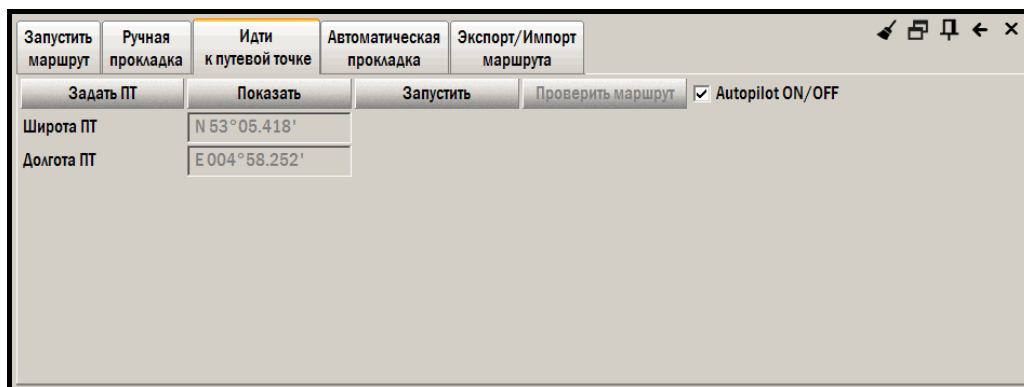 Запустить маршрут
Ручная прокладка
Идти к путевой точке
Автоматическая прокладка
Экспорт/Импорт маршрута
Задать ПТ
Показать
Запустить
Проверить маршрут
Autopilot ON/OFF
Широта ПТ
N 53°05.418'
Долгота ПТ
E 004°58.252'